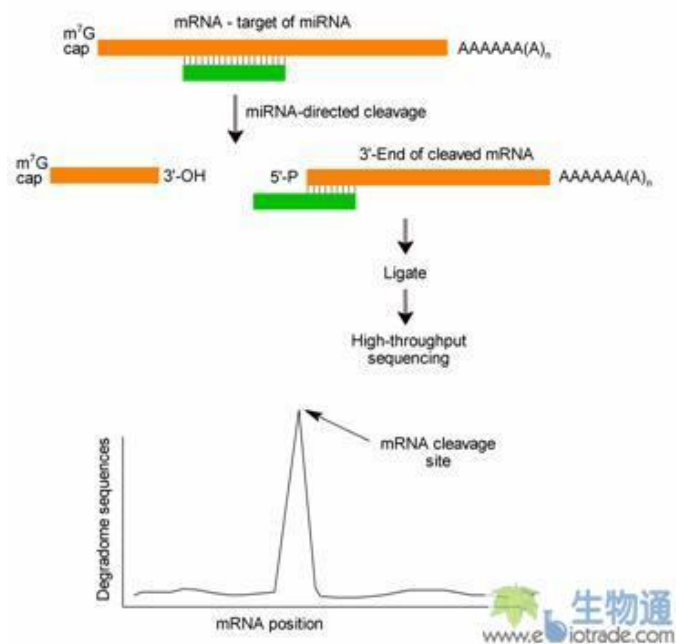 mRNA - target of miRNA
m⁷G
cap
AAAAAA(A)ₙ
miRNA-directed cleavage
3'-End of cleaved mRNA
m⁷G
cap
3'-OH
5'-P
AAAAAA(A)ₙ
Ligate
High-throughput
sequencing
mRNA cleavage
site
Degradome sequences
mRNA position
生物通
www.ebiotrade.com